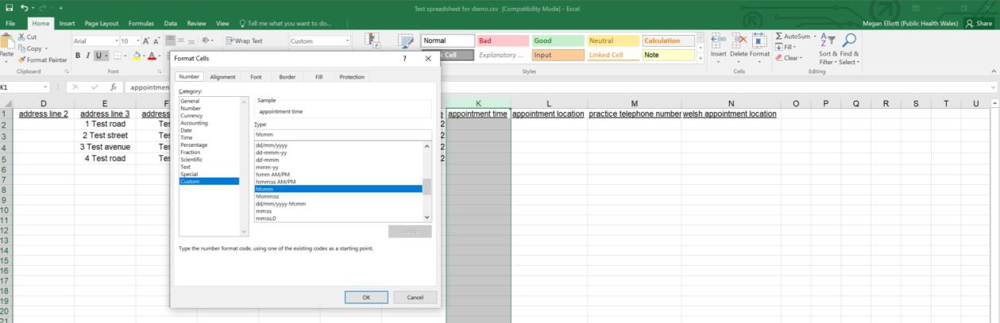 Test spreadsheet for demo.csv [Compatibility Mode] - Excel
File Home Insert Page Layout Formulas Data Review View Tell me what you want to do... Megan Elliott (Public Health Wales) Share
Cut
Copy
Format Painter
Paste
Clipboard
Arial 10
B I U
Font
Wrap Text
Custom
Normal Bad Good Neutral Calculation
Cell Explanatory ... Input Linked Cell Note
Styles
Insert Delete Format
Cells
AutoSum
Fill
Clear
Sort & Filter
Find & Select
Editing
K1 fx appointmen
D E F K L M N O P Q R S T U
1 address line 2 address line 3 address appointment time appointment location practice telephone number welsh appointment location
2 1 Test road Tes 2
3 2 Test street Tes 2
4 3 Test avenue Tes 2
5 4 Test road Tes 2
6
7
8
9
10
11
12
13
14
15
16
17
18
19
20
21
Format Cells ?
Number Alignment Font Border Fill Protection
Category:
General
Number
Currency
Accounting
Date
Time
Percentage
Fraction
Scientific
Text
Special
Custom
Sample
appointment time
Type:
hh:mm
dd/mm/yyyy
dd-mmm-yy
dd-mmm
mmm-yy
h:mm AM/PM
h:mm:ss AM/PM
hh:mm
hh:mm:ss
dd/mm/yyyy hh:mm
mm:ss
mm:ss.0
Type the number format code, using one of the existing codes as a starting point.
OK Cancel